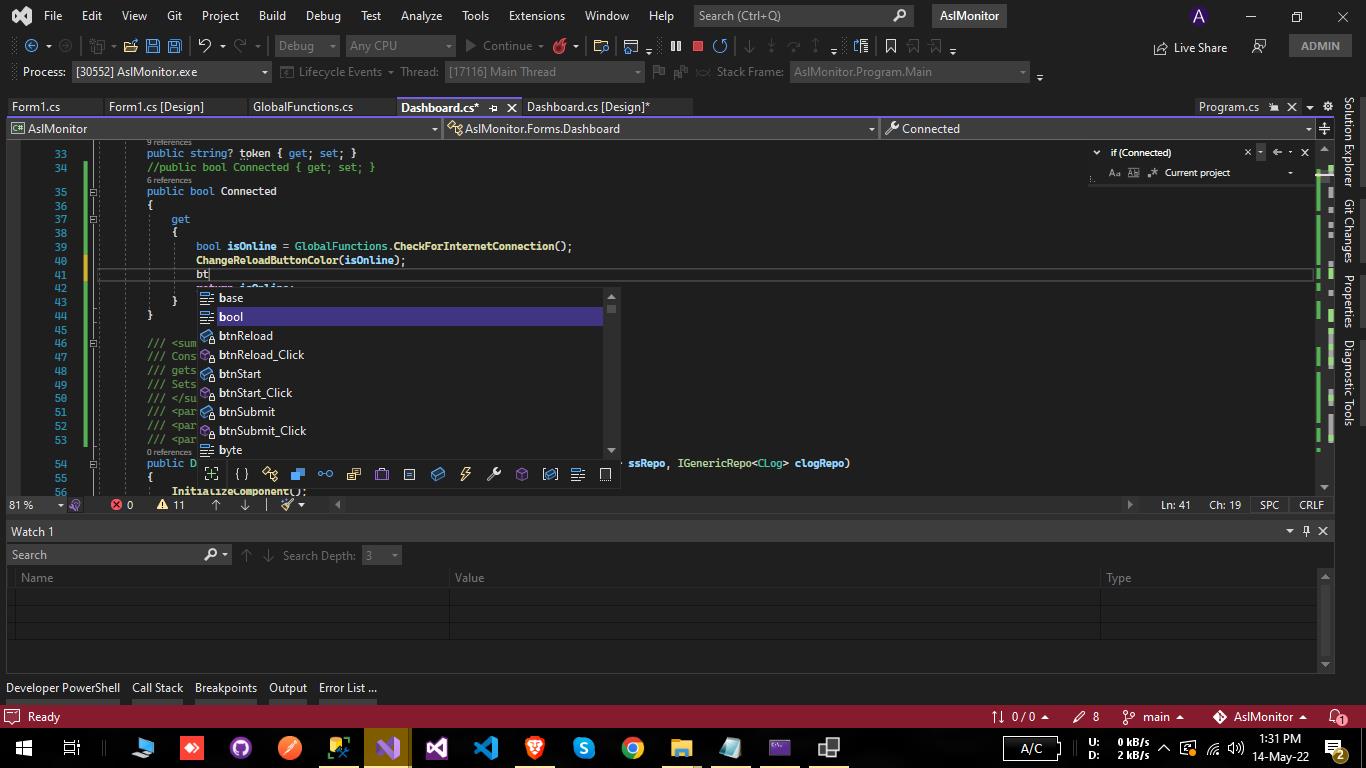 File Edit View Git Project Build Debug Test Analyze Tools Extensions Window Help Search (Ctrl+Q) AslMonitor A
Debug Any CPU Continue Live Share ADMIN
Process: [30552] AslMonitor.exe Lifecycle Events Thread: [17116] Main Thread Stack Frame: AslMonitor.Program.Main
Form1.cs Form1.cs [Design] GlobalFunctions.cs Dashboard.cs* Dashboard.cs [Design]* Program.cs
AslMonitor AslMonitor.Forms.Dashboard Connected
9 references
33 public string? token { get; set; }
34 //public bool Connected { get; set; }
6 references
35 public bool Connected
36 {
37 get
38 {
39 bool isOnline = GlobalFunctions.CheckForInternetConnection();
40 ChangeReloadButtonColor(isOnline);
41 bt
42 return isOnline;
43 }
44 }
45
46 /// <sum
47 /// Cons
48 /// gets
49 /// Sets
50 /// </su
51 /// <par
52 /// <par
53 /// <par
0 references
54 public D ssRepo, IGenericRepo<CLog> clogRepo)
55 {
56 InitializeComponent();
base
bool
btnReload
btnReload_Click
btnStart
btnStart_Click
btnSubmit
btnSubmit_Click
byte
if (Connected)
Aa Current project
Solution Explorer
Git Changes
Properties
Diagnostic Tools
81 % 0 11 Ln: 41 Ch: 19 SPC CRLF
Watch 1
Search Search Depth: 3
Name Value Type
Developer PowerShell Call Stack Breakpoints Output Error List ...
Ready 0 / 0 8 main AslMonitor 1
A/C U: 0 kB/s 1:31 PM
D: 2 kB/s 14-May-22 2